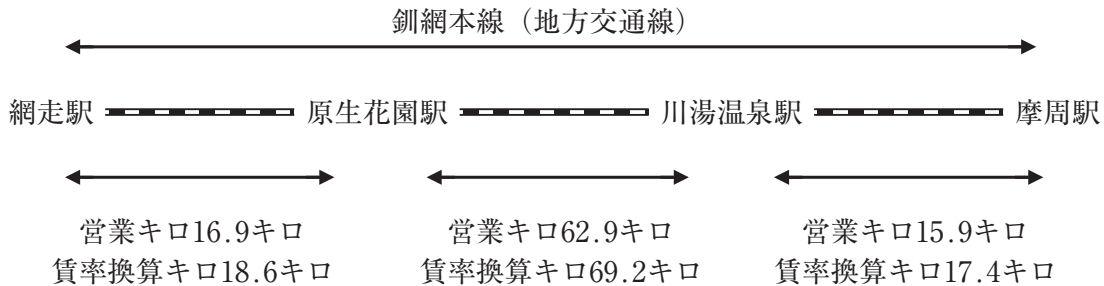 釧網本線（地方交通線）
網走駅 原生花園駅 川湯温泉駅 摩周駅
営業キロ16.9キロ 営業キロ62.9キロ 営業キロ15.9キロ
賃率換算キロ18.6キロ 賃率換算キロ69.2キロ 賃率換算キロ17.4キロ